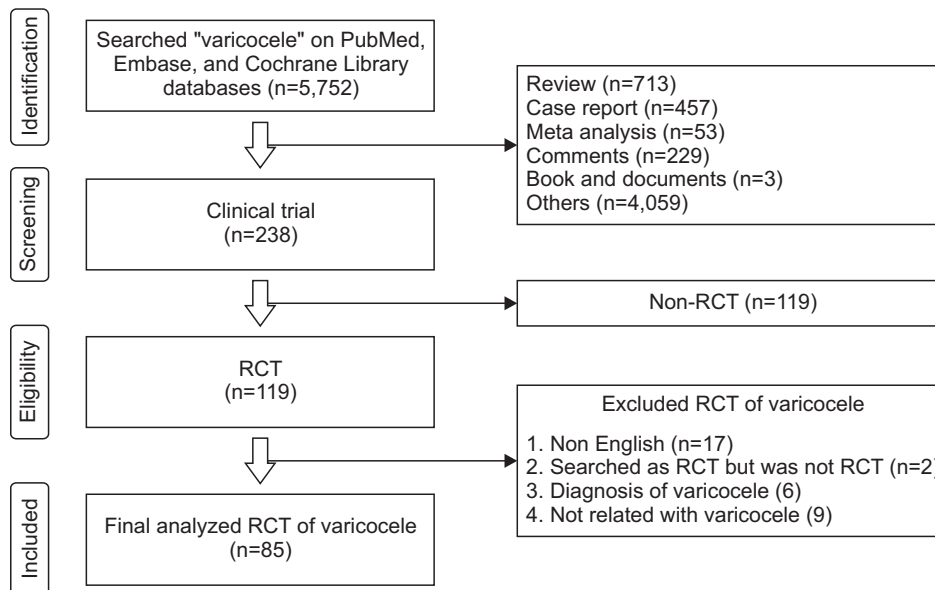 Identification
Searched "varicocele" on PubMed,
Embase, and Cochrane Library
databases (n=5,752)
Review (n=713)
Case report (n=457)
Meta analysis (n=53)
Comments (n=229)
Book and documents (n=3)
Others (n=4,059)
Screening
Clinical trial
(n=238)
Non-RCT (n=119)
Eligibility
RCT
(n=119)
Excluded RCT of varicocele
1. Non English (n=17)
2. Searched as RCT but was not RCT (n=2)
3. Diagnosis of varicocele (6)
4. Not related with varicocele (9)
Included
Final analyzed RCT of varicocele
(n=85)